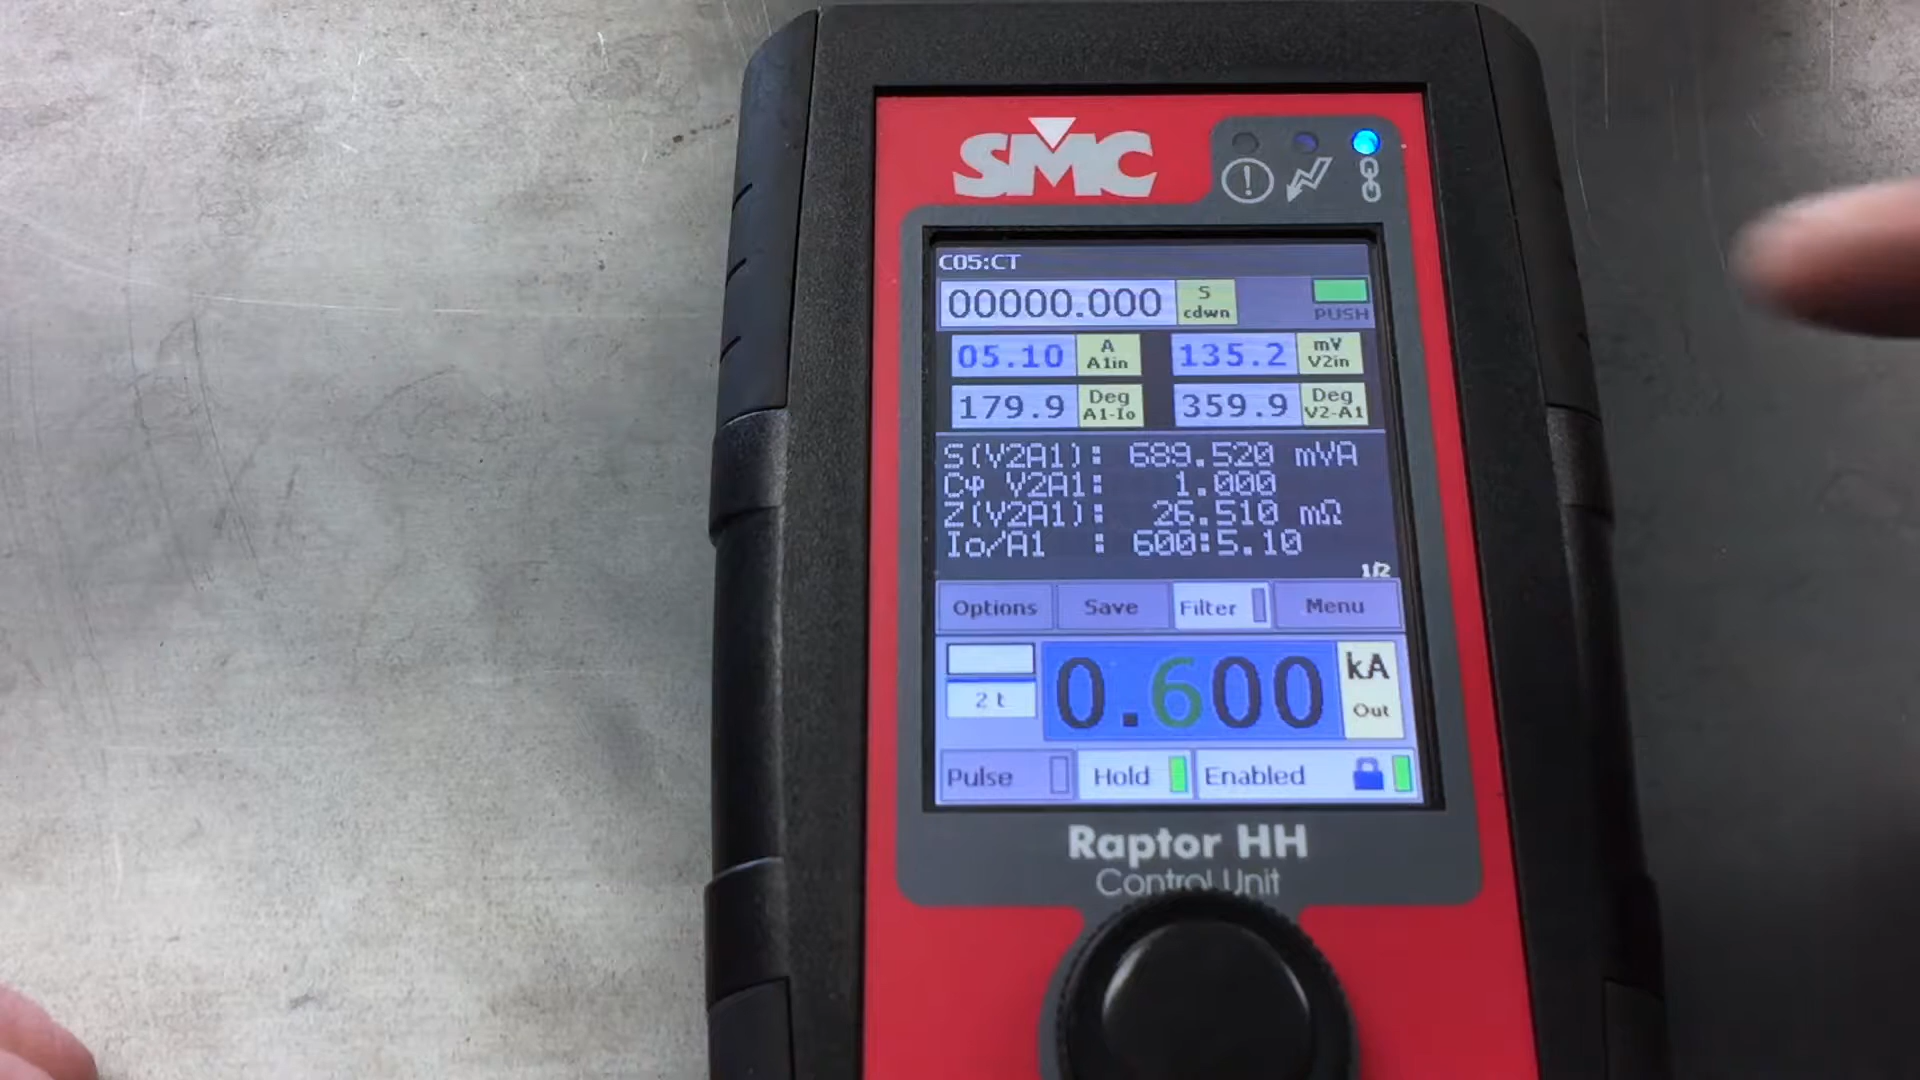 SMC
C05:CT
00000.000 S cdwn PUSH
05.10 A A1in 135.2 mV V2in
179.9 Deg A1-Io 359.9 Deg V2-A1
S(V2A1): 689.520 mVA
Cφ V2A1: 1.000
Z(V2A1): 26.510 mΩ
Io/A1 : 600:5.10
1/2
Options Save Filter Menu
2 t 0.600 kA Out
Pulse Hold Enabled
Raptor HH
Control Unit